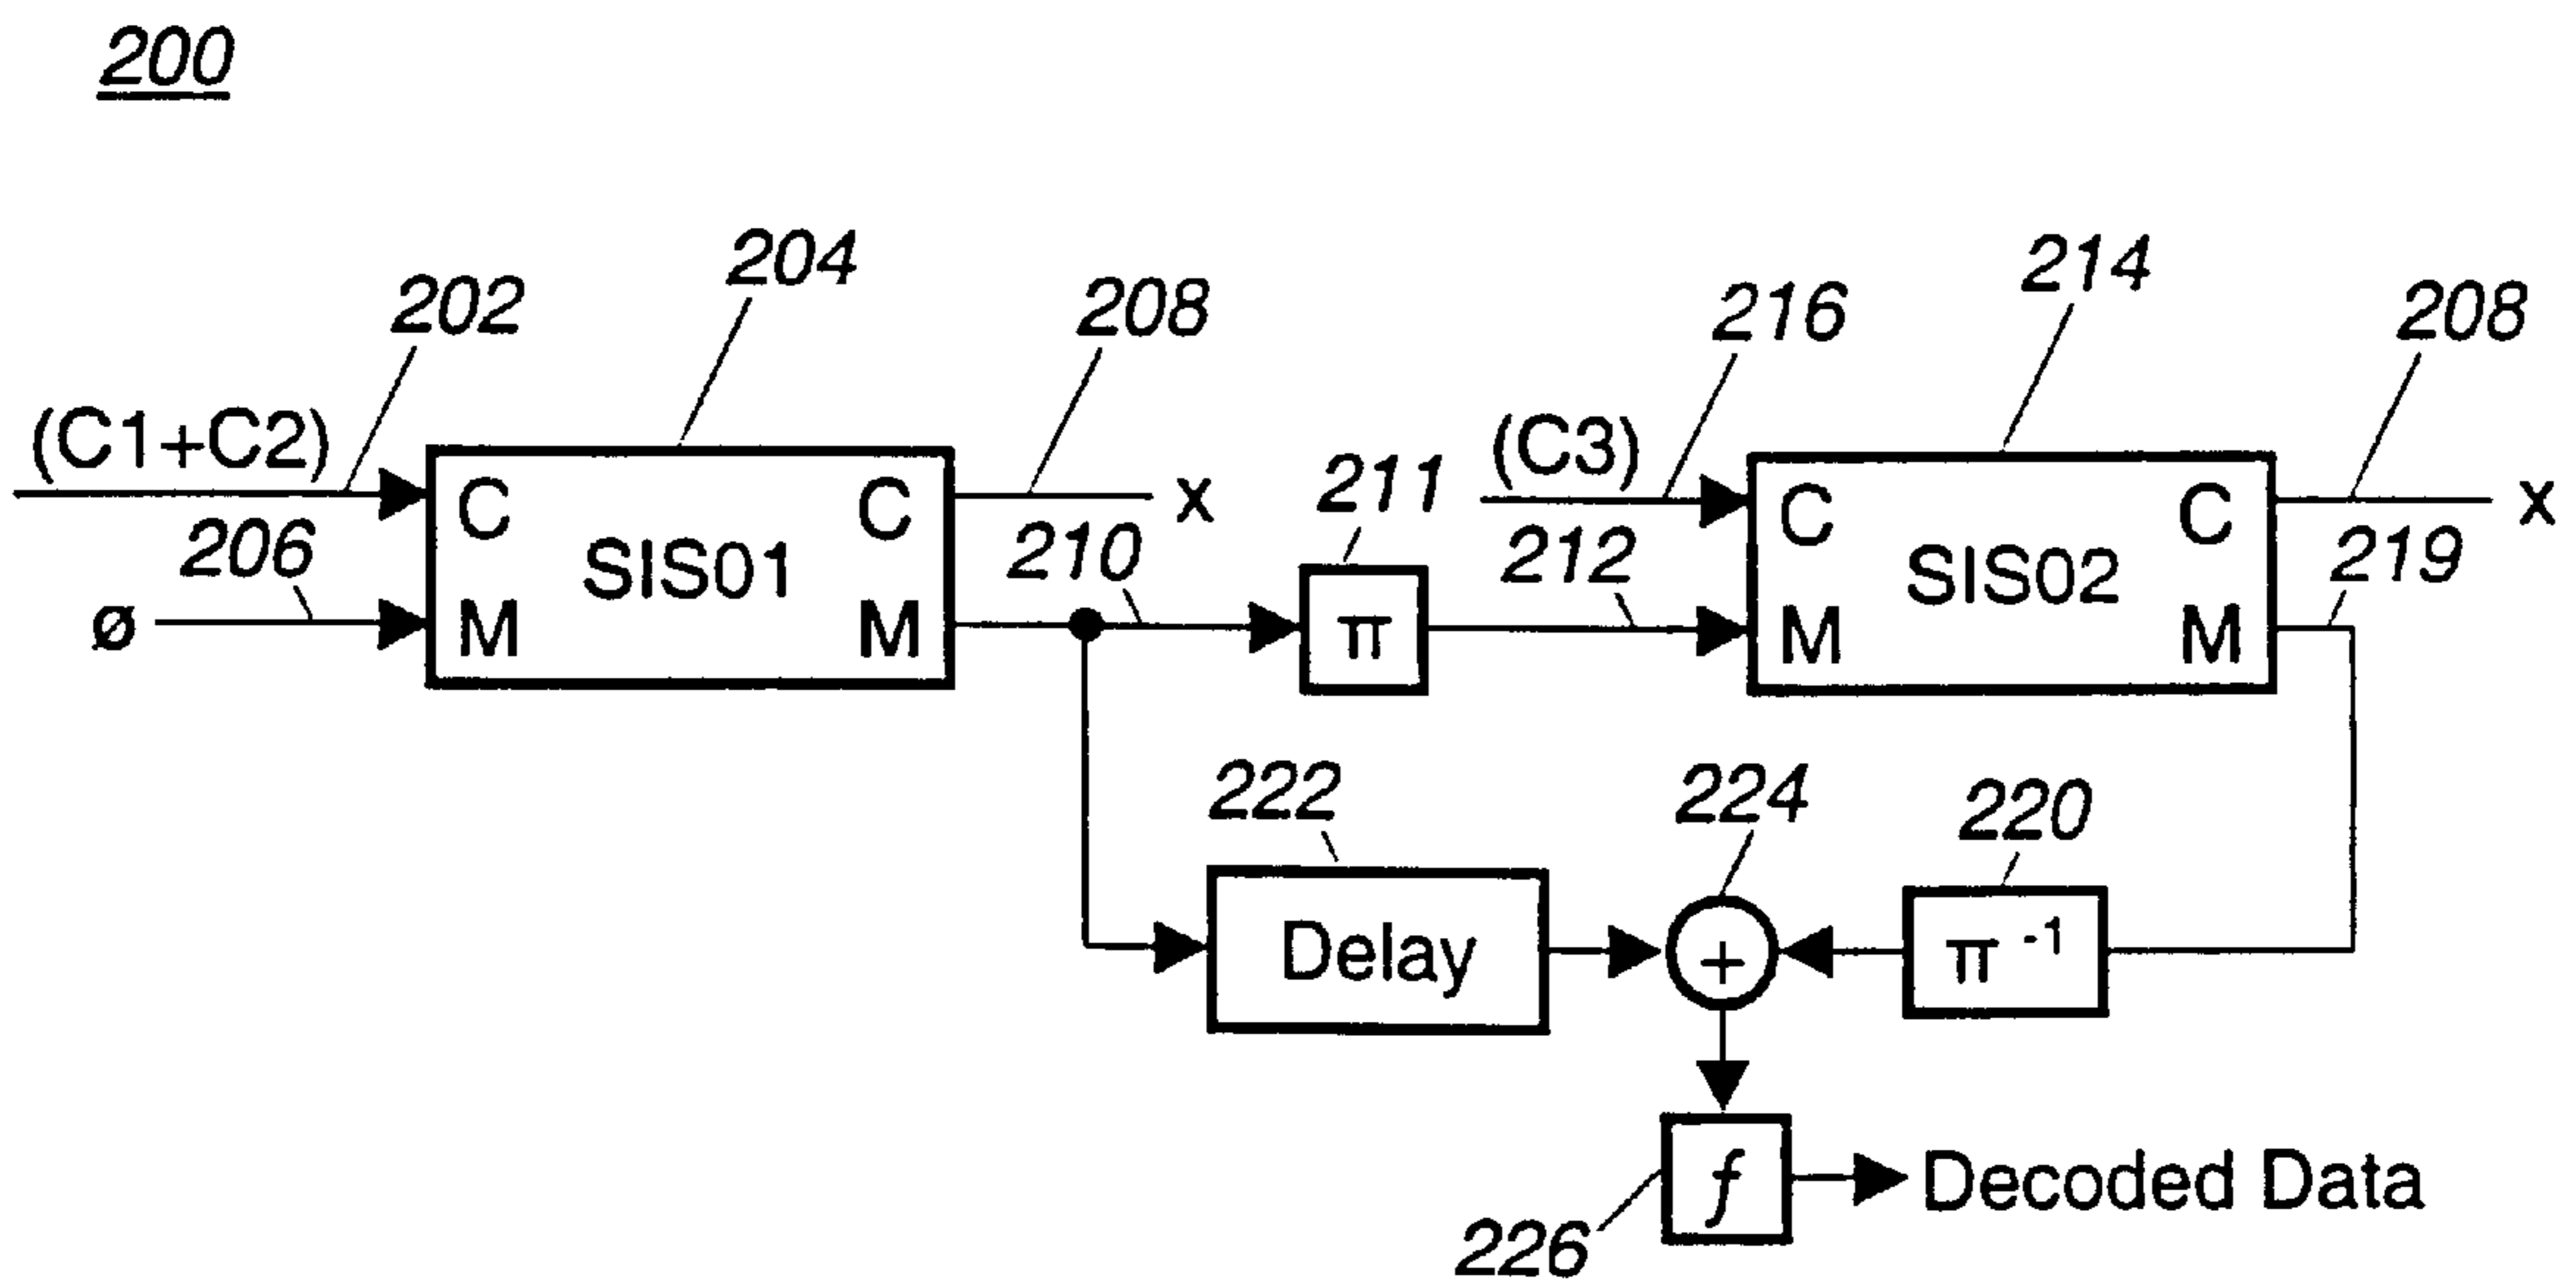 200
202
204
208
216
214
208
(C1+C2)
206
ø
C
M
SIS01
C
M
x
210
211
π
(C3)
212
C
M
SIS02
C
M
x
219
222
224
220
Delay
+
π -1
f
226
Decoded Data